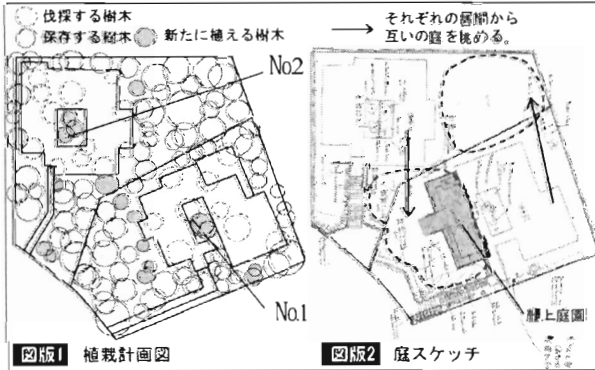 伐採する樹木
保存する樹木
新たに植える樹木
No.2
No.1
図版1 植栽計画図
それぞれの居間から
互いの庭を眺める。
屋上庭園
図版2 庭スケッチ